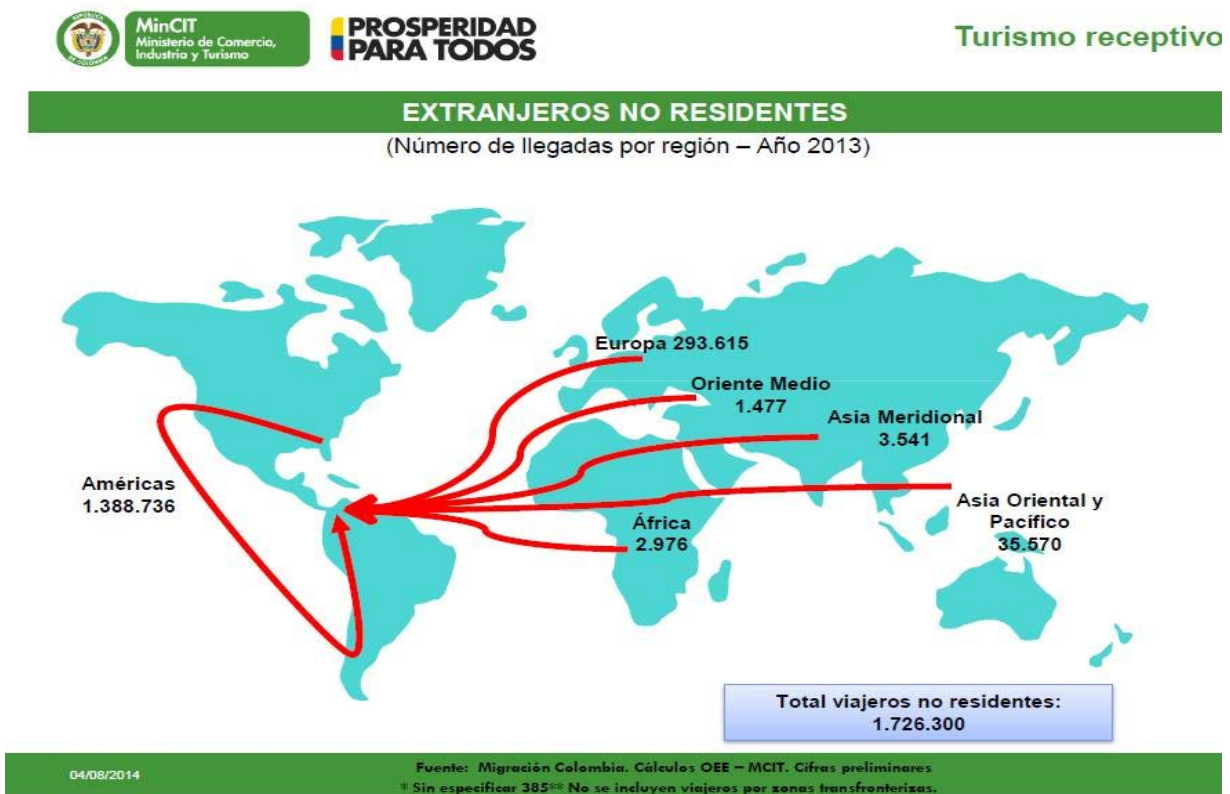 MinCIT
Ministerio de Comercio,
Industria y Turismo
PROSPERIDAD
PARA TODOS
Turismo receptivo
EXTRANJEROS NO RESIDENTES
(Número de llegadas por región – Año 2013)
Europa 293.615
Oriente Medio
1.477
Asia Meridional
3.541
Américas
1.388.736
Asia Oriental y
Pacífico
35.570
África
2.976
Total viajeros no residentes:
1.726.300
04/08/2014
Fuente: Migración Colombia. Cálculos OEE – MCIT. Cifras preliminares
* Sin especificar 385** No se incluyen viajeros por zonas transfronterizas.